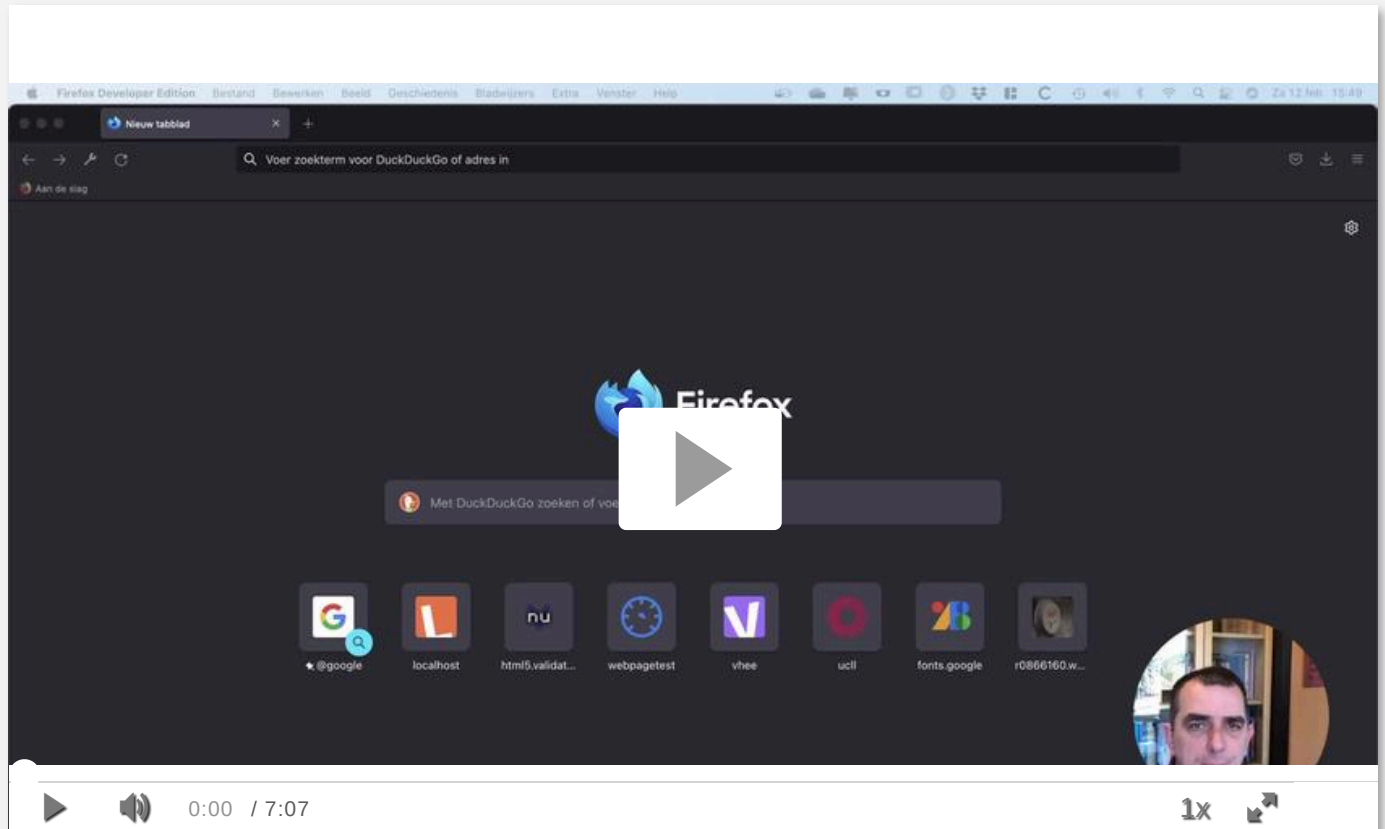 Firefox Developer Edition Bestand Bewerken Beeld Geschiedenis Bladwijzers Extra Venster Help Za 12 feb 15:49
Nieuw tabblad
Voer zoekterm voor DuckDuckGo of adres in
Aan de slag
Firefox
Met DuckDuckGo zoeken of voe
nu
@google localhost html5.validat... webpagetest vhee ucll fonts.google r0866160.w...
0:00 / 7:07 1x